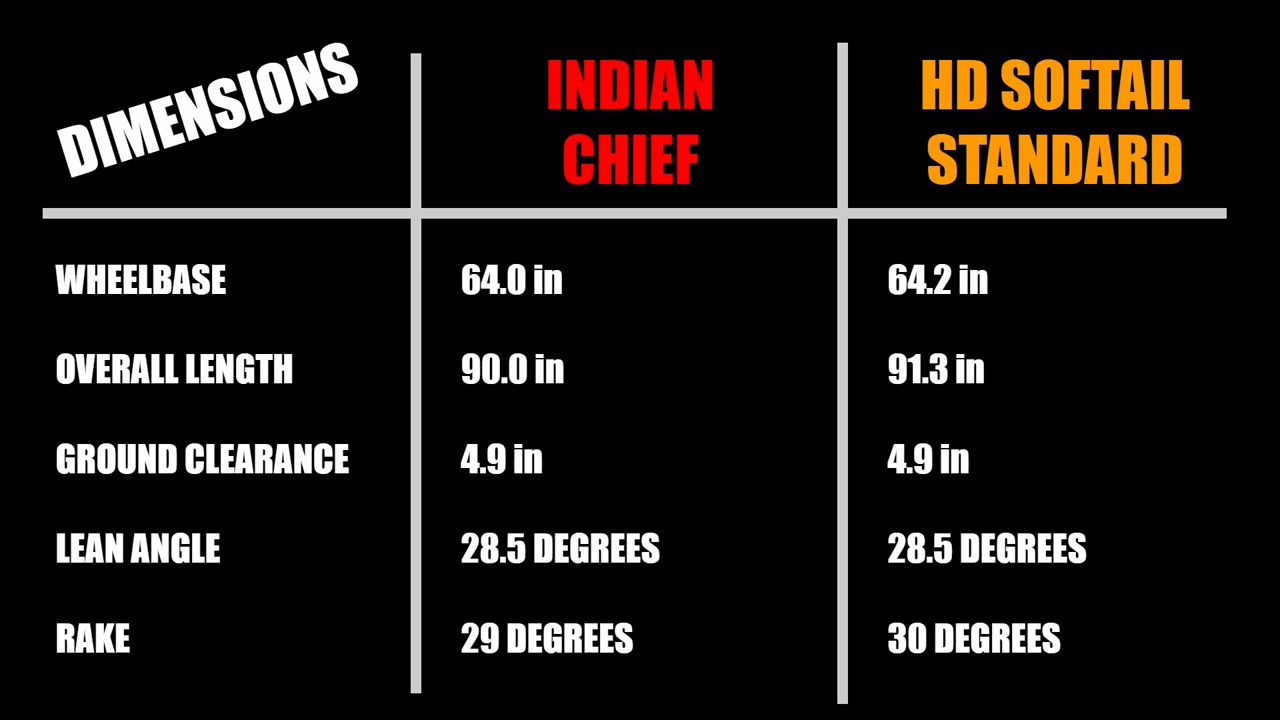 DIMENSIONS
INDIAN
CHIEF
HD SOFTAIL
STANDARD
WHEELBASE 64.0 in 64.2 in
OVERALL LENGTH 90.0 in 91.3 in
GROUND CLEARANCE 4.9 in 4.9 in
LEAN ANGLE 28.5 DEGREES 28.5 DEGREES
RAKE 29 DEGREES 30 DEGREES